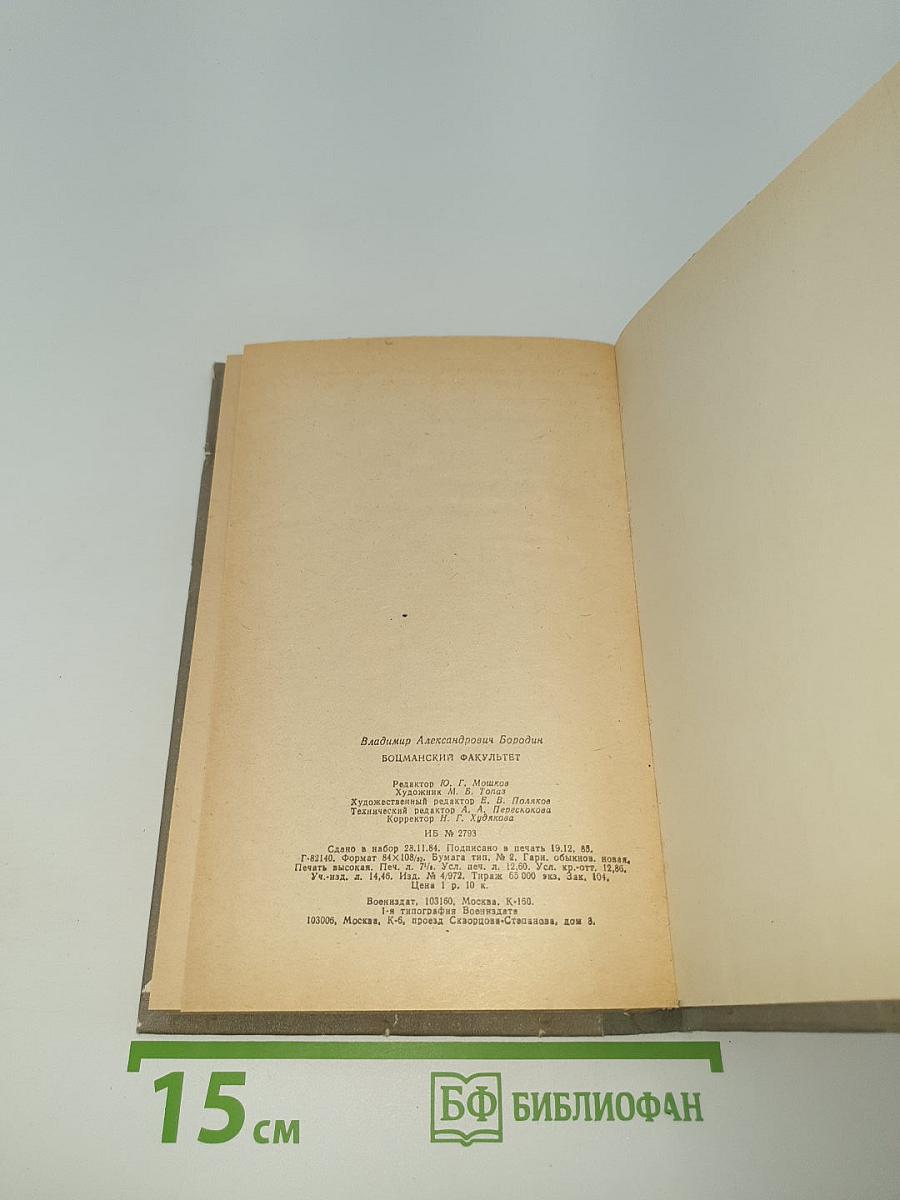 Владимир Александрович Бородин
БОЦМАНСКИЙ ФАКУЛЬТЕТ
Редактор Ю. Г. Мошков
Художник М. Б. Топаз
Художественный редактор Е. В. Поляков
Технический редактор А. А. Перескокова
Корректор Н. Г. Худякова
ИБ № 2793
Сдано в набор 28.11.84. Подписано в печать 19.12. 85.
Г-82140. Формат 84×108/32. Бумага тип. № 2. Гарн. обыкнов. новая.
Печать высокая. Печ. л. 7½. Усл. печ. л. 12,60. Усл. кр.-отт. 12,86.
Уч.-изд. л. 14,46. Изд. № 4/972. Тираж 65 000 экз. Зак. 104.
Цена 1 р. 10 к.
Воениздат, 103160, Москва, К-160.
1-я типография Воениздата
103006, Москва, К-6, проезд Скворцова-Степанова, дом 3.
15 см
БФ БИБЛИОФАН